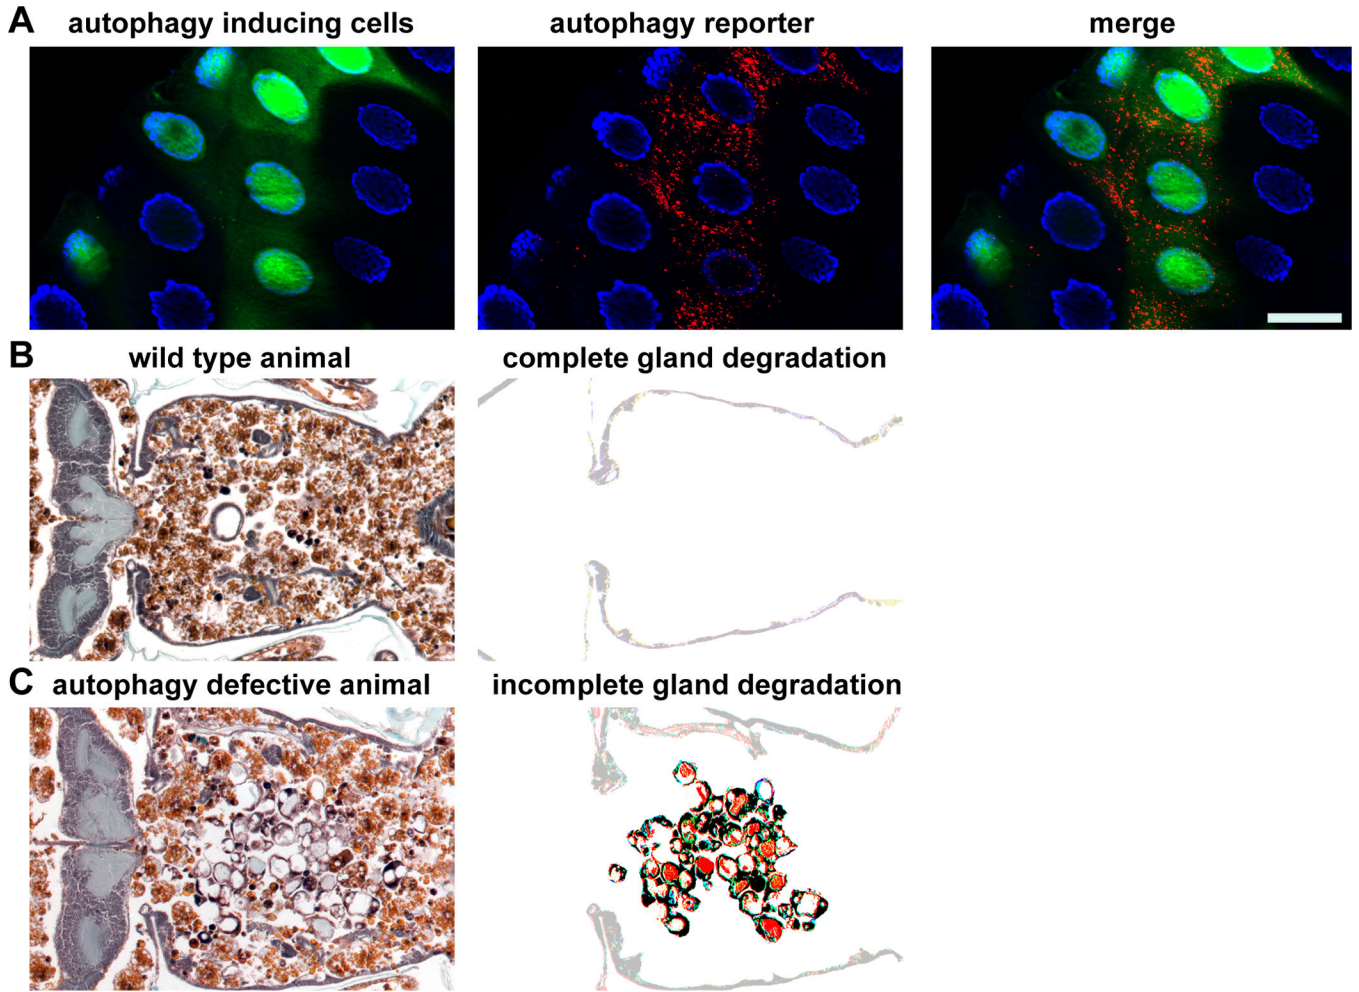 A autophagy inducing cells autophagy reporter merge
B wild type animal complete gland degradation
C autophagy defective animal incomplete gland degradation